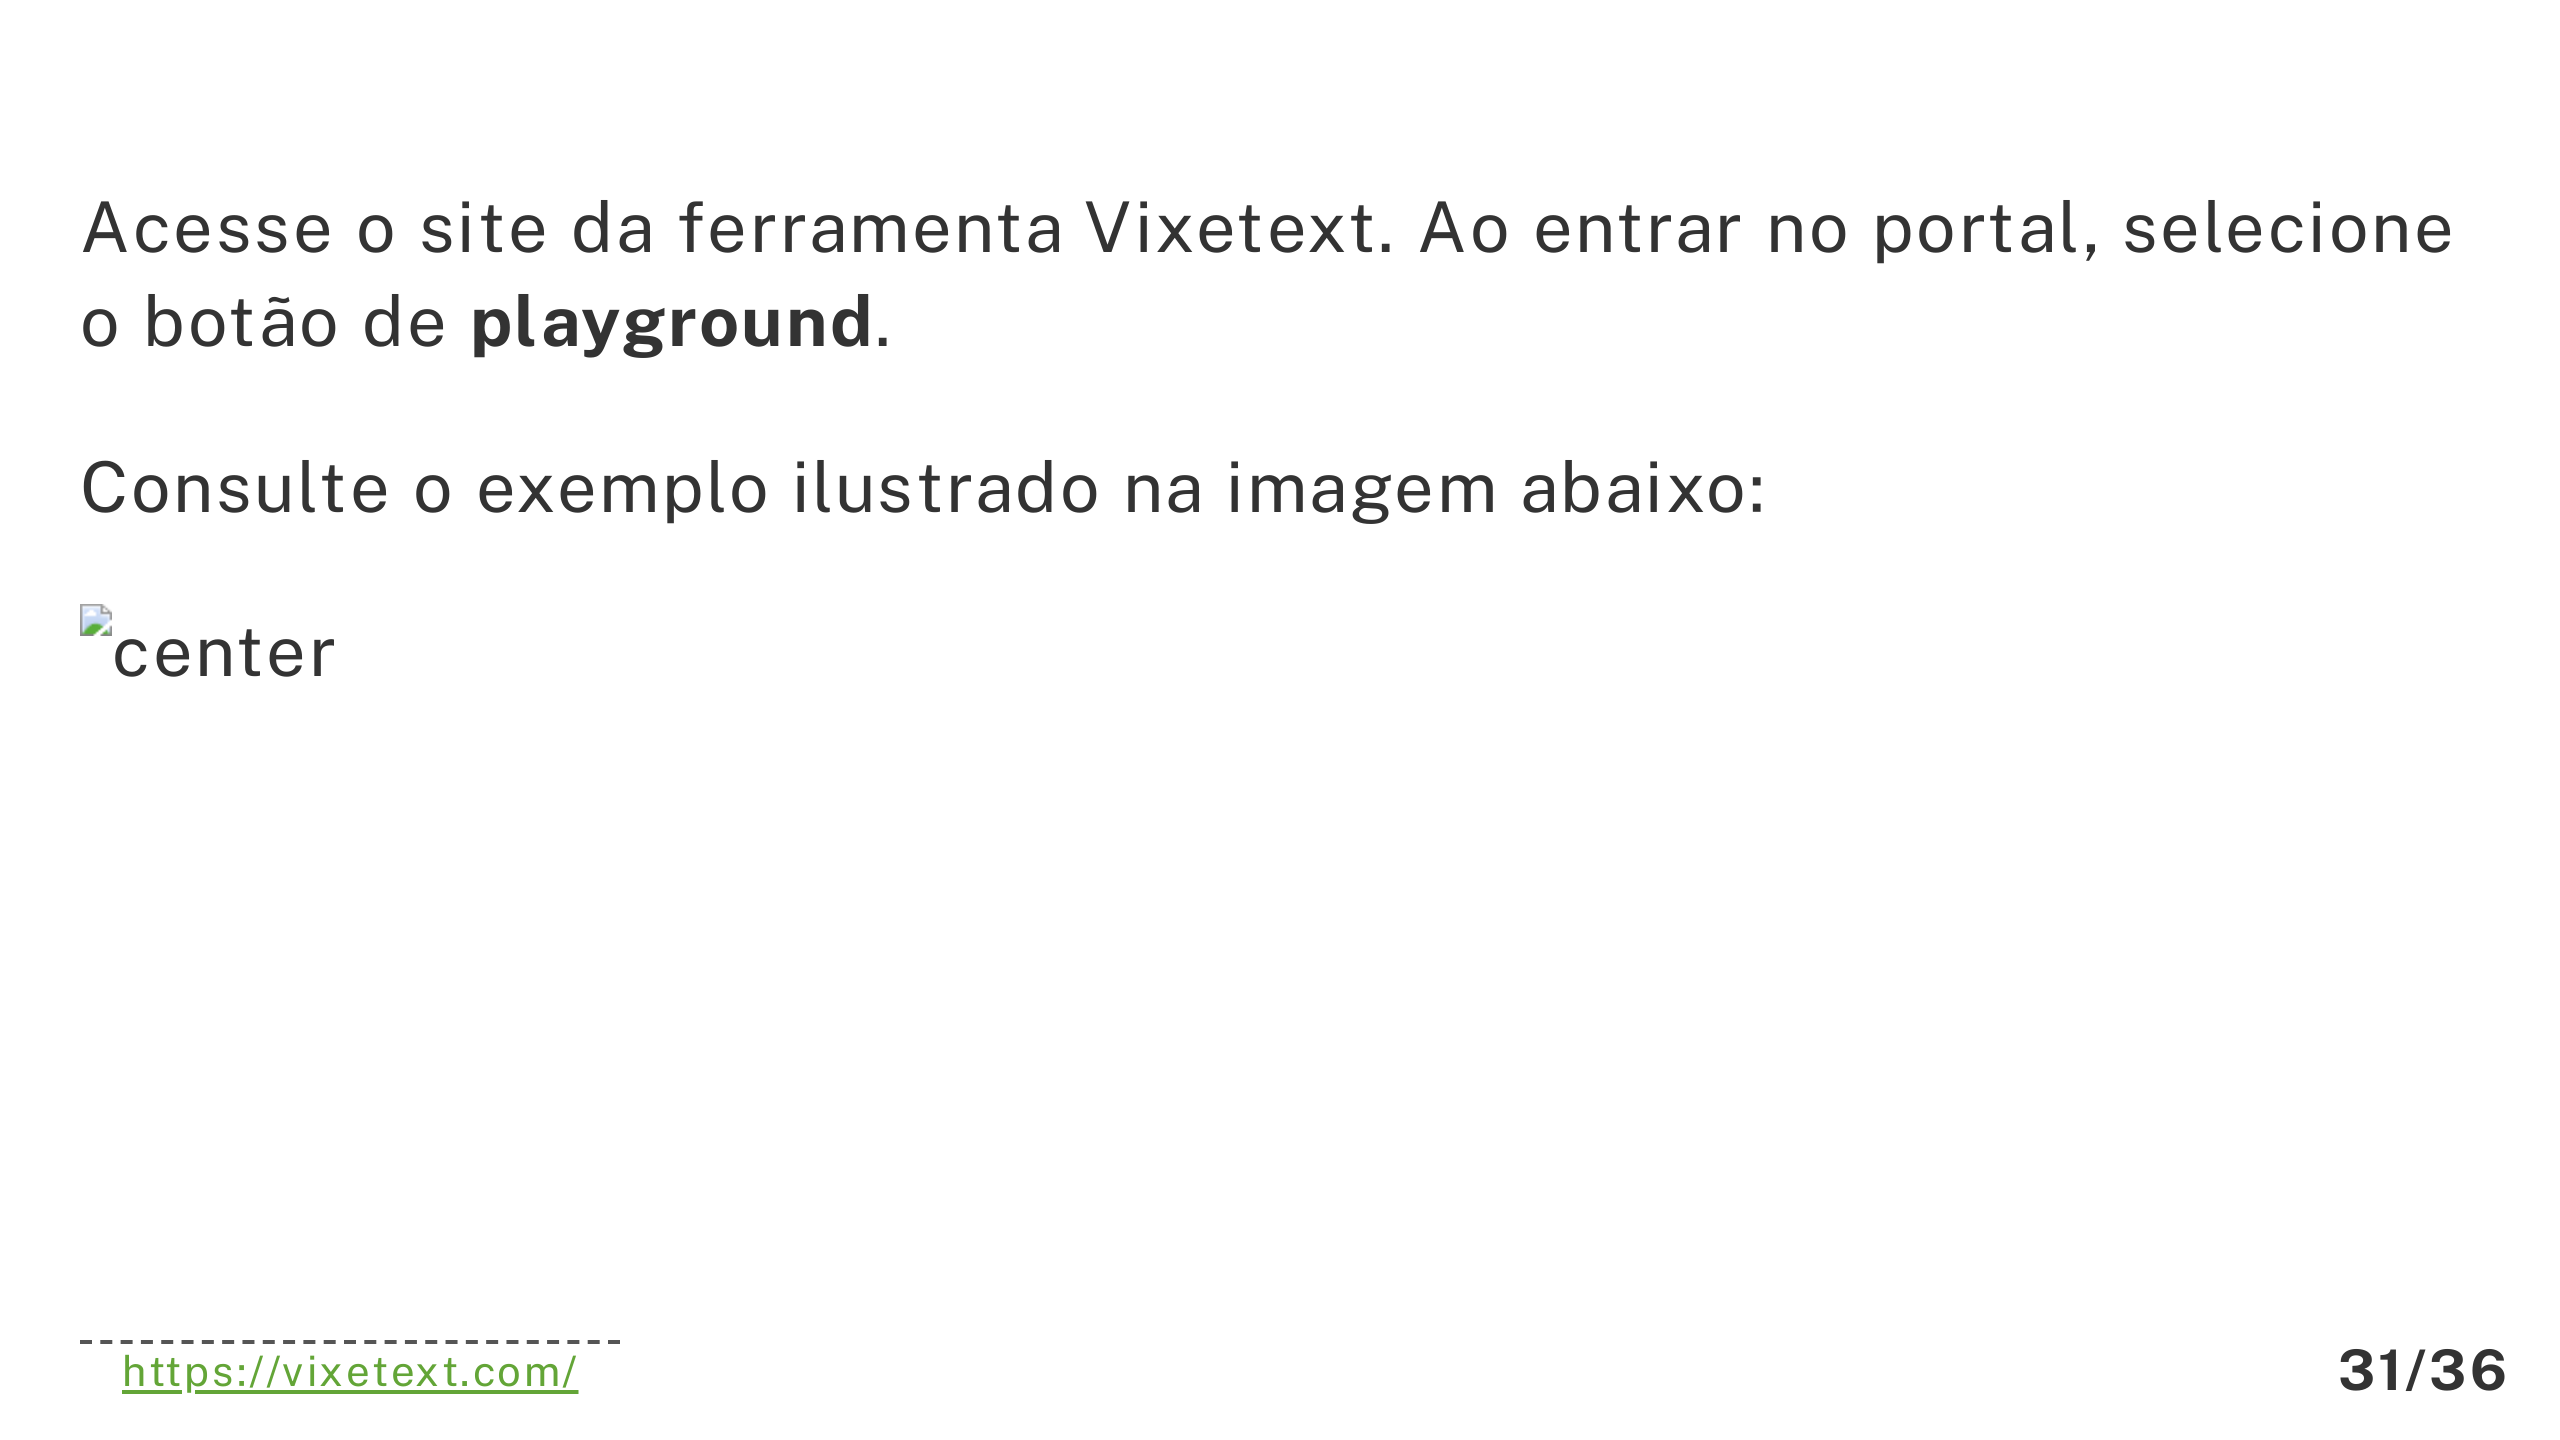 Acesse o site da ferramenta Vixetext. Ao entrar no portal, selecione
o botão de playground.
Consulte o exemplo ilustrado na imagem abaixo:
center
https://vixetext.com/
31/36